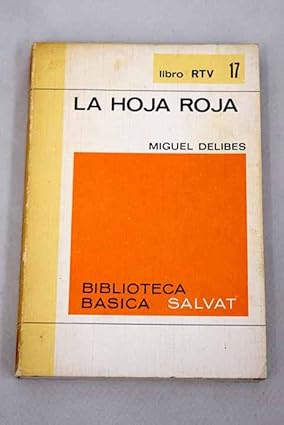 libro RTV 17
LA HOJA ROJA
MIGUEL DELIBES
BIBLIOTECA
BASICA SALVAT